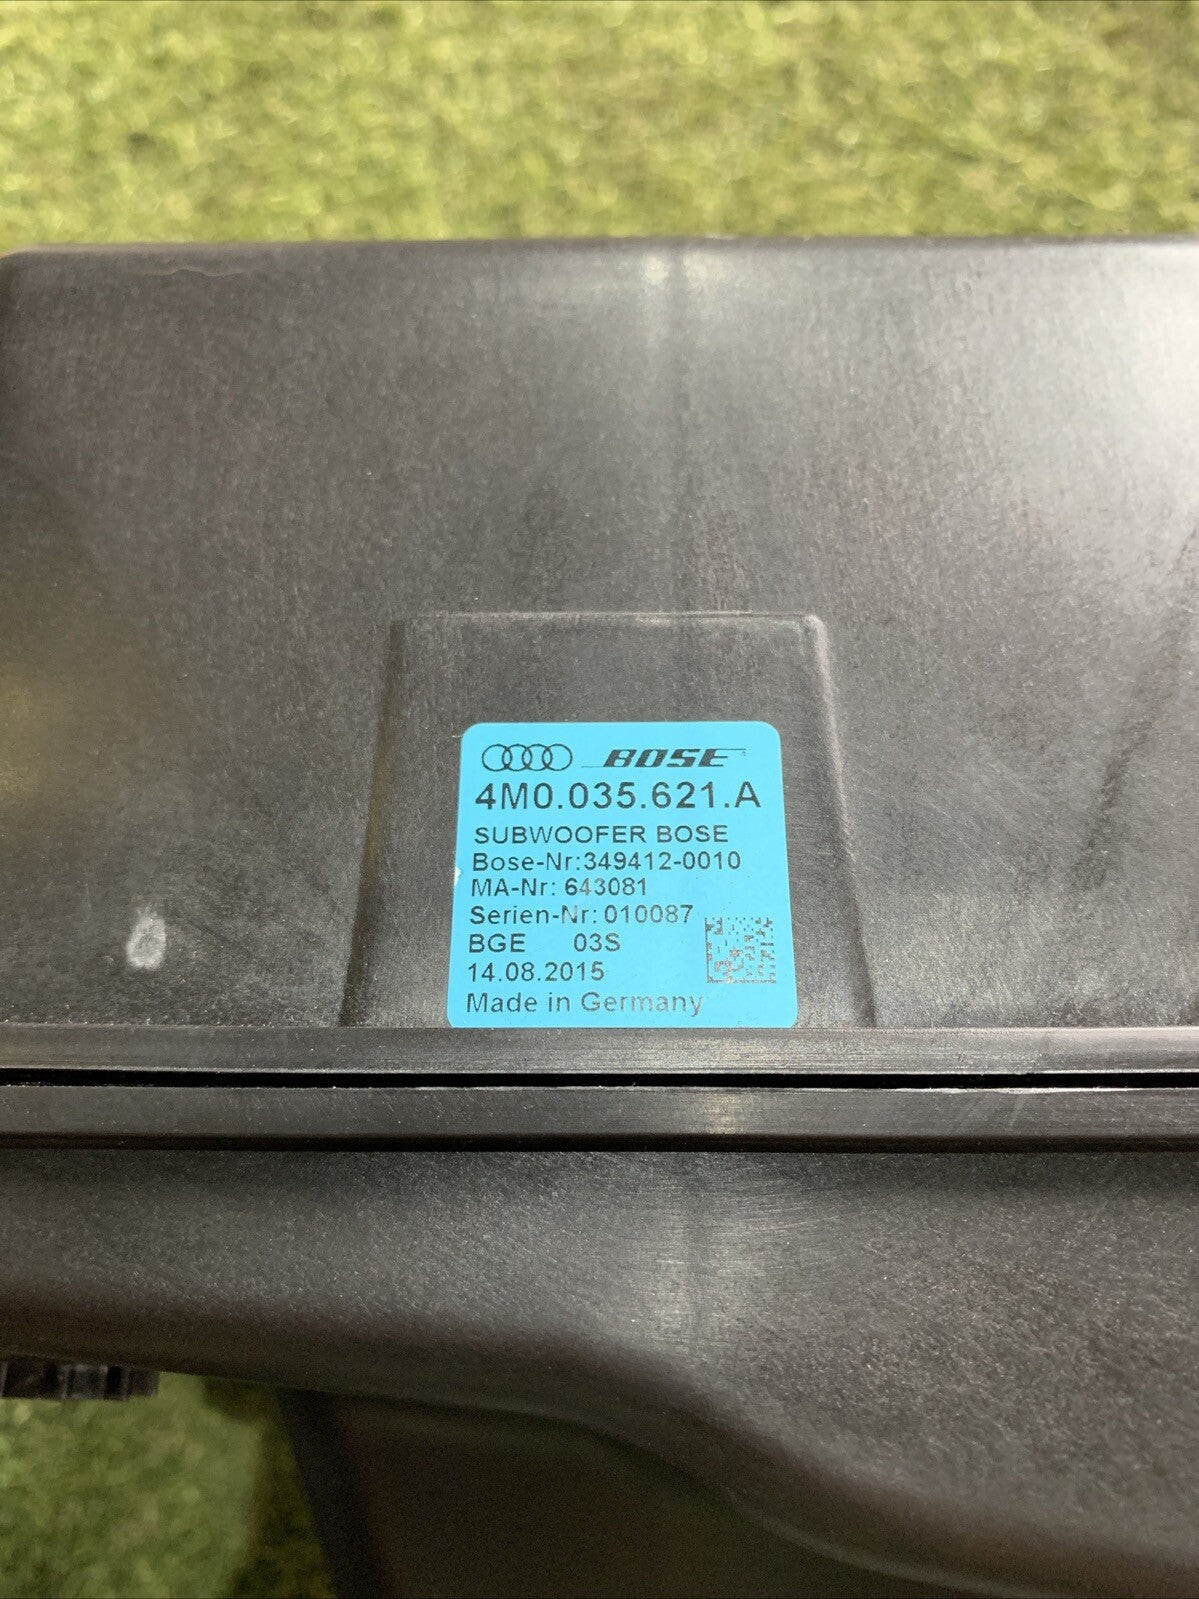 BOSE
4M0.035.621.A
SUBWOOFER BOSE
Bose-Nr:349412-0010
MA-Nr: 643081
Serien-Nr: 010087
BGE 03S
14.08.2015
Made in Germany